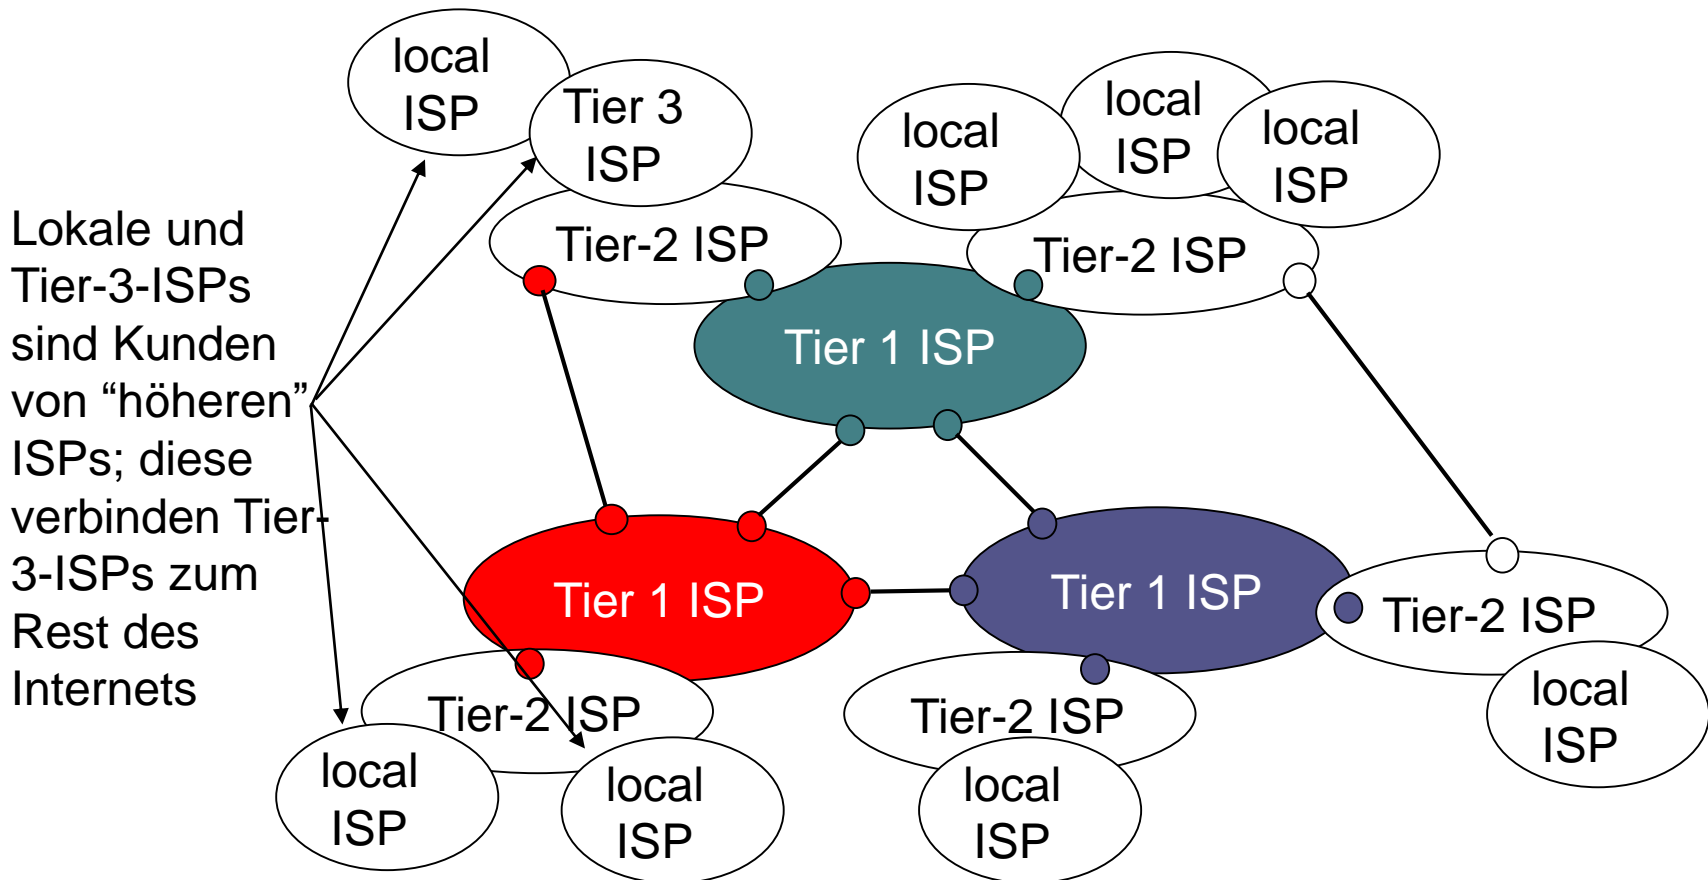 local
ISP
Tier 3
ISP
local
ISP
local
ISP
local
ISP
Lokale und
Tier-3-ISPs
sind Kunden
von “höheren”
ISPs; diese
verbinden Tier-
3-ISPs zum
Rest des
Internets
Tier-2 ISP
Tier-2 ISP
Tier 1 ISP
Tier 1 ISP
Tier 1 ISP
Tier-2 ISP
local
ISP
Tier-2 ISP
local
ISP
local
ISP
Tier-2 ISP
local
ISP